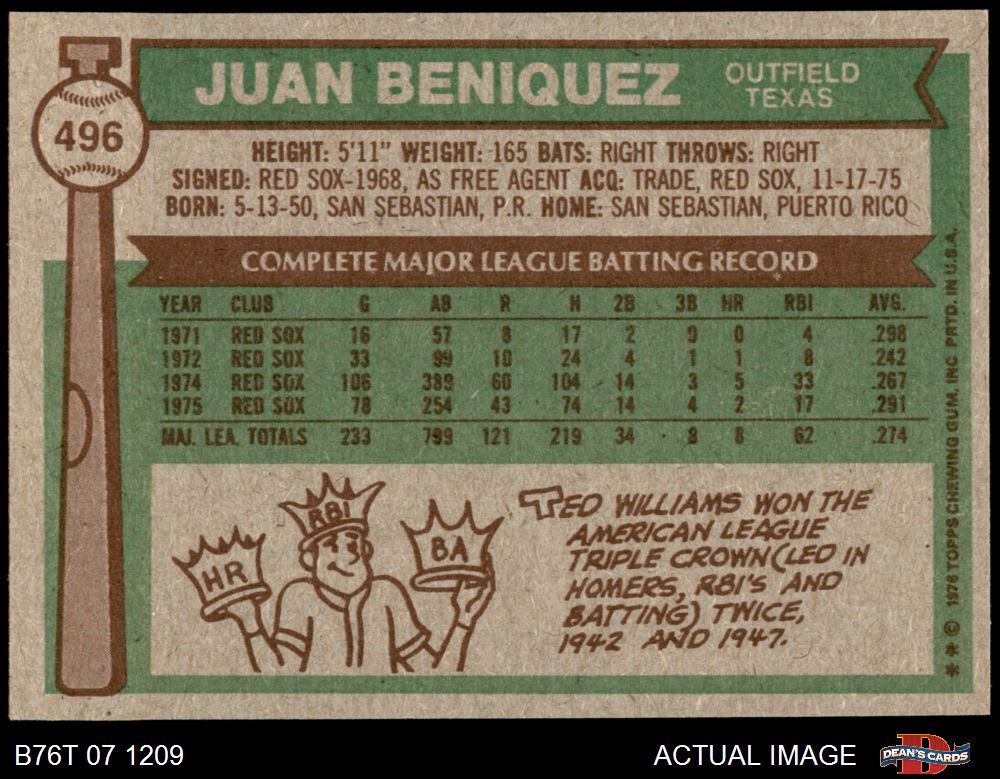 496
JUAN BENIQUEZ
OUTFIELD
TEXAS
HEIGHT: 5'11" WEIGHT: 165 BATS: RIGHT THROWS: RIGHT
SIGNED: RED SOX-1968, AS FREE AGENT ACQ: TRADE, RED SOX, 11-17-75
BORN: 5-13-50, SAN SEBASTIAN, P.R. HOME: SAN SEBASTIAN, PUERTO RICO
COMPLETE MAJOR LEAGUE BATTING RECORD
YEAR CLUB G AB R H 2B 3B HR RBI AVG.
1971 RED SOX 16 57 8 17 2 0 0 4 .298
1972 RED SOX 33 99 10 24 4 1 1 8 .242
1974 RED SOX 106 389 60 104 14 3 5 33 .267
1975 RED SOX 78 254 43 74 14 4 2 17 .291
MAJ. LEA. TOTALS 233 799 121 219 34 8 8 62 .274
HR
RBI
BA
TED WILLIAMS WON THE
AMERICAN LEAGUE
TRIPLE CROWN (LED IN
HOMERS, RBI'S AND
BATTING) TWICE,
1942 AND 1947.
** © 1976 TOPPS CHEWING GUM, INC PRTD. IN U.S.A.
B76T 07 1209
ACTUAL IMAGE
DEAN'S CARDS